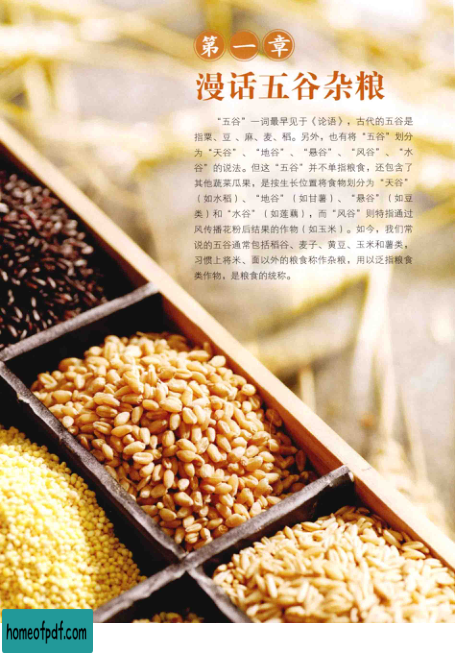 第一章
漫话五谷杂粮
“五谷”一词最早见于《论语》，古代的五谷是
指粟、豆、麻、麦、稻。另外，也有将“五谷”划分
为“天谷”、“地谷”、“悬谷”、“风谷”、“水
谷”的说法。但这“五谷”并不单指粮食，还包含了
其他蔬菜瓜果，是按生长位置将食物划分为“天谷”
（如水稻）、“地谷”（如甘薯）、“悬谷”（如豆
类）和“水谷”（如莲藕），而“风谷”则特指通过
风传播花粉后结果的作物（如玉米）。如今，我们常
说的五谷通常包括稻谷、麦子、黄豆、玉米和薯类，
习惯上将米、面以外的粮食称作杂粮，用以泛指粮食
类作物，是粮食的统称。
homeofpdf.com